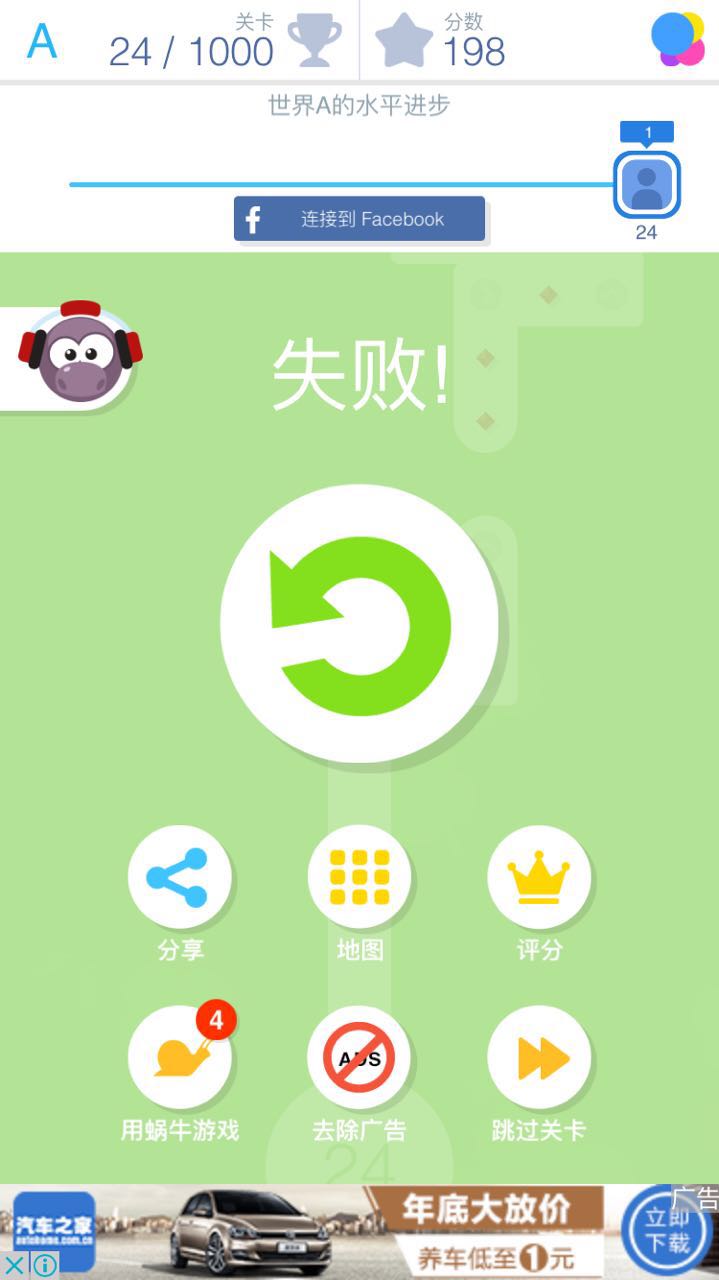 A
关卡
24 / 1000
分数
198
世界A的水平进步
1
连接到 Facebook
24
失败!
分享
地图
评分
4
ADS
用蜗牛游戏
去除广告
跳过关卡
24
汽车之家
autohome.com.cn
年底大放价
养车低至1元
广告
立即
下载